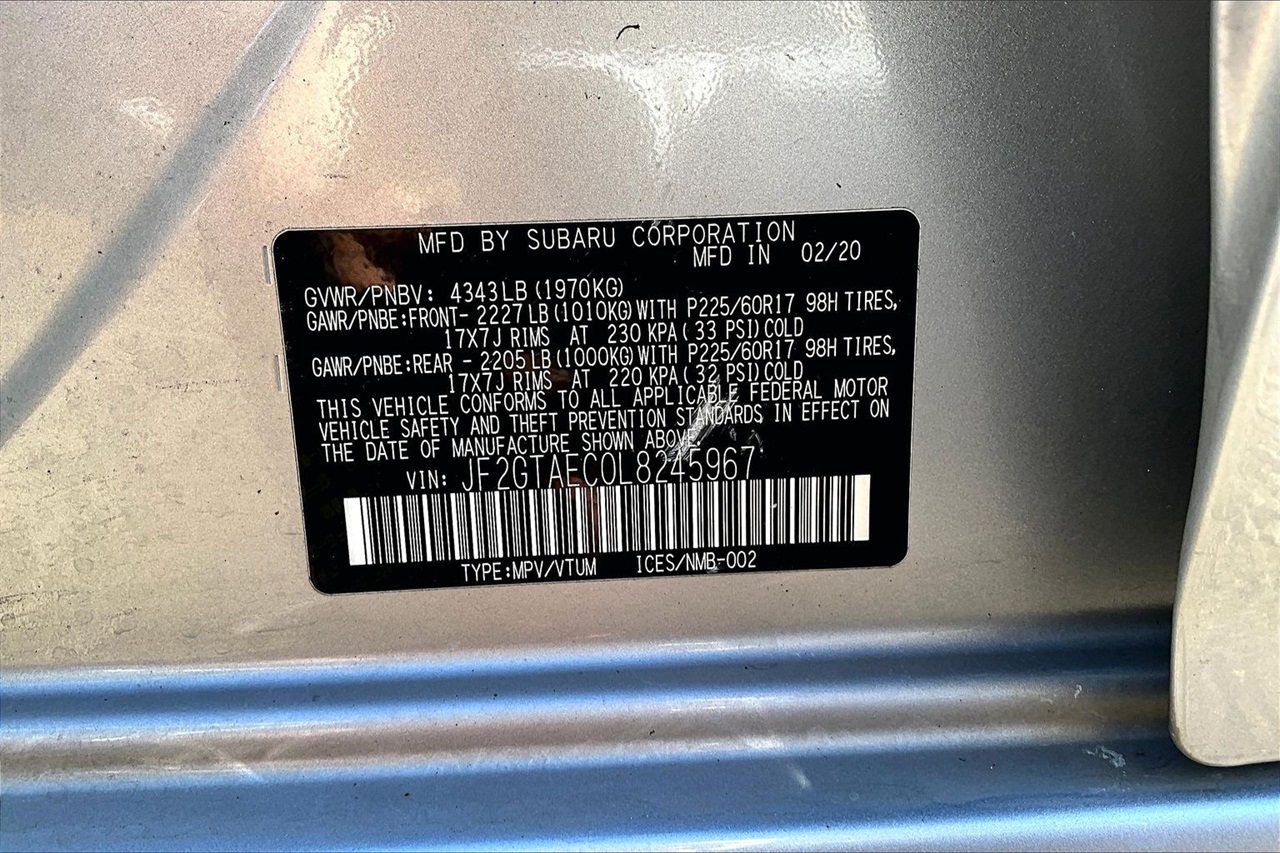 MFD BY SUBARU CORPORATION
MFD IN 02/20
GVWR/PNBV: 4343LB (1970KG)
GAWR/PNBE:FRONT- 2227 LB (1010KG) WITH P225/60R17 98H TIRES,
17X7J RIMS AT 230 KPA( 33 PSI) COLD
GAWR/PNBE:REAR - 2205 LB (1000KG) WITH P225/60R17 98H TIRES,
17X7J RIMS AT 220 KPA( 32 PSI) COLD
THIS VEHICLE CONFORMS TO ALL APPLICABLE FEDERAL MOTOR
VEHICLE SAFETY AND THEFT PREVENTION STANDARDS IN EFFECT ON
THE DATE OF MANUFACTURE SHOWN ABOVE.
VIN: JF2GTAEC0L8245967
TYPE:MPV/VTUM ICES/NMB-002